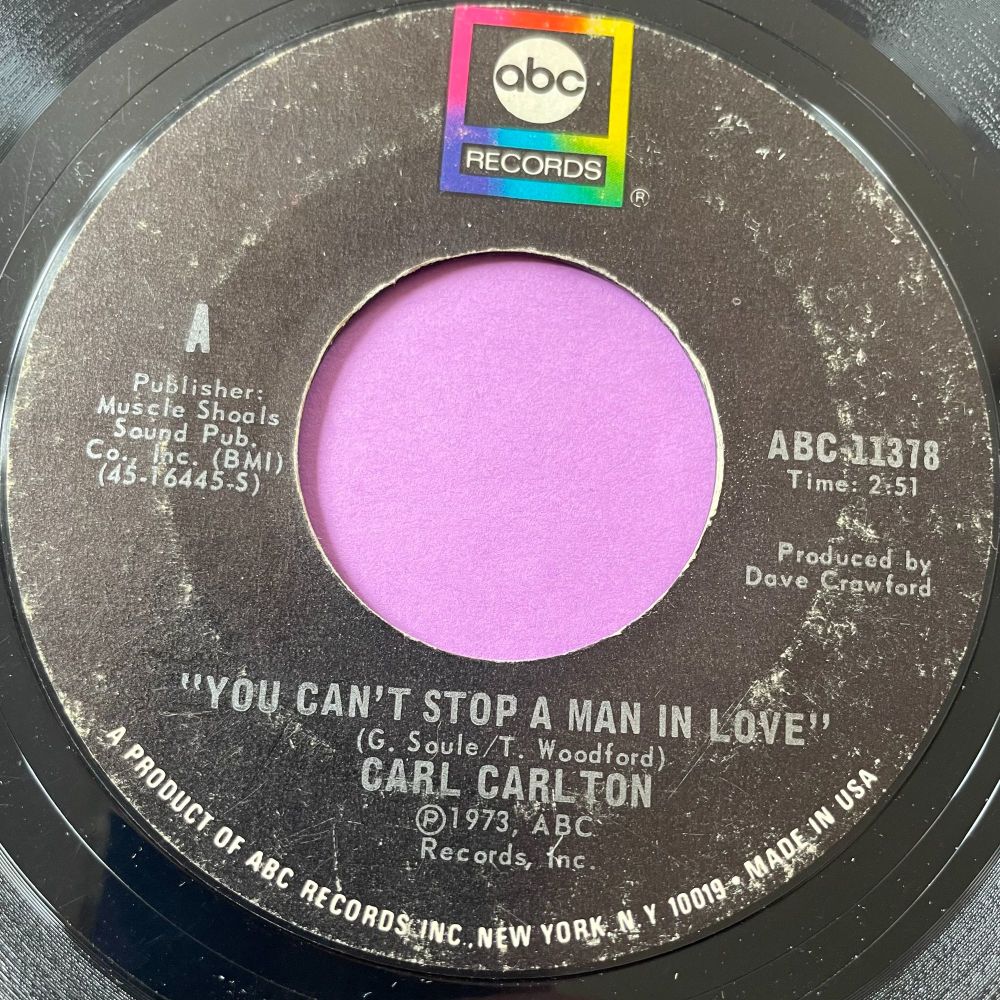 abc
RECORDS
®
A
Publisher:
Muscle Shoals
Sound Pub.
Co., Inc. (BMI)
(45-16445-S)
ABC-11378
Time: 2:51
Produced by
Dave Crawford
"YOU CAN'T STOP A MAN IN LOVE"
(G. Soule/T. Woodford)
CARL CARLTON
℗1973, ABC
Records, Inc.
A PRODUCT OF ABC RECORDS INC., NEW YORK, N Y 10019 • MADE IN USA.